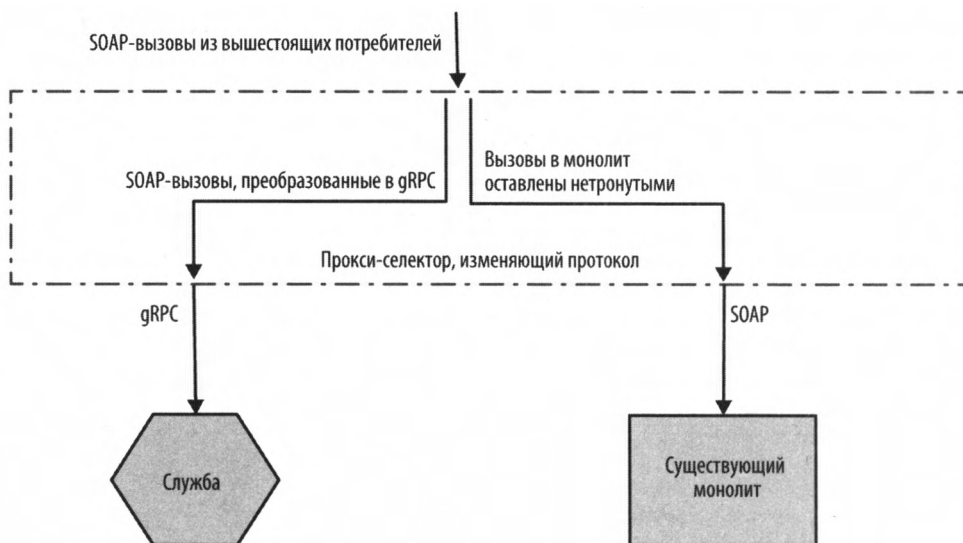 SOAP-вызовы из вышестоящих потребителей
SOAP-вызовы, преобразованные в gRPC
Вызовы в монолит
оставлены нетронутыми
Прокси-селектор, изменяющий протокол
gRPC
SOAP
Служба
Существующий
монолит